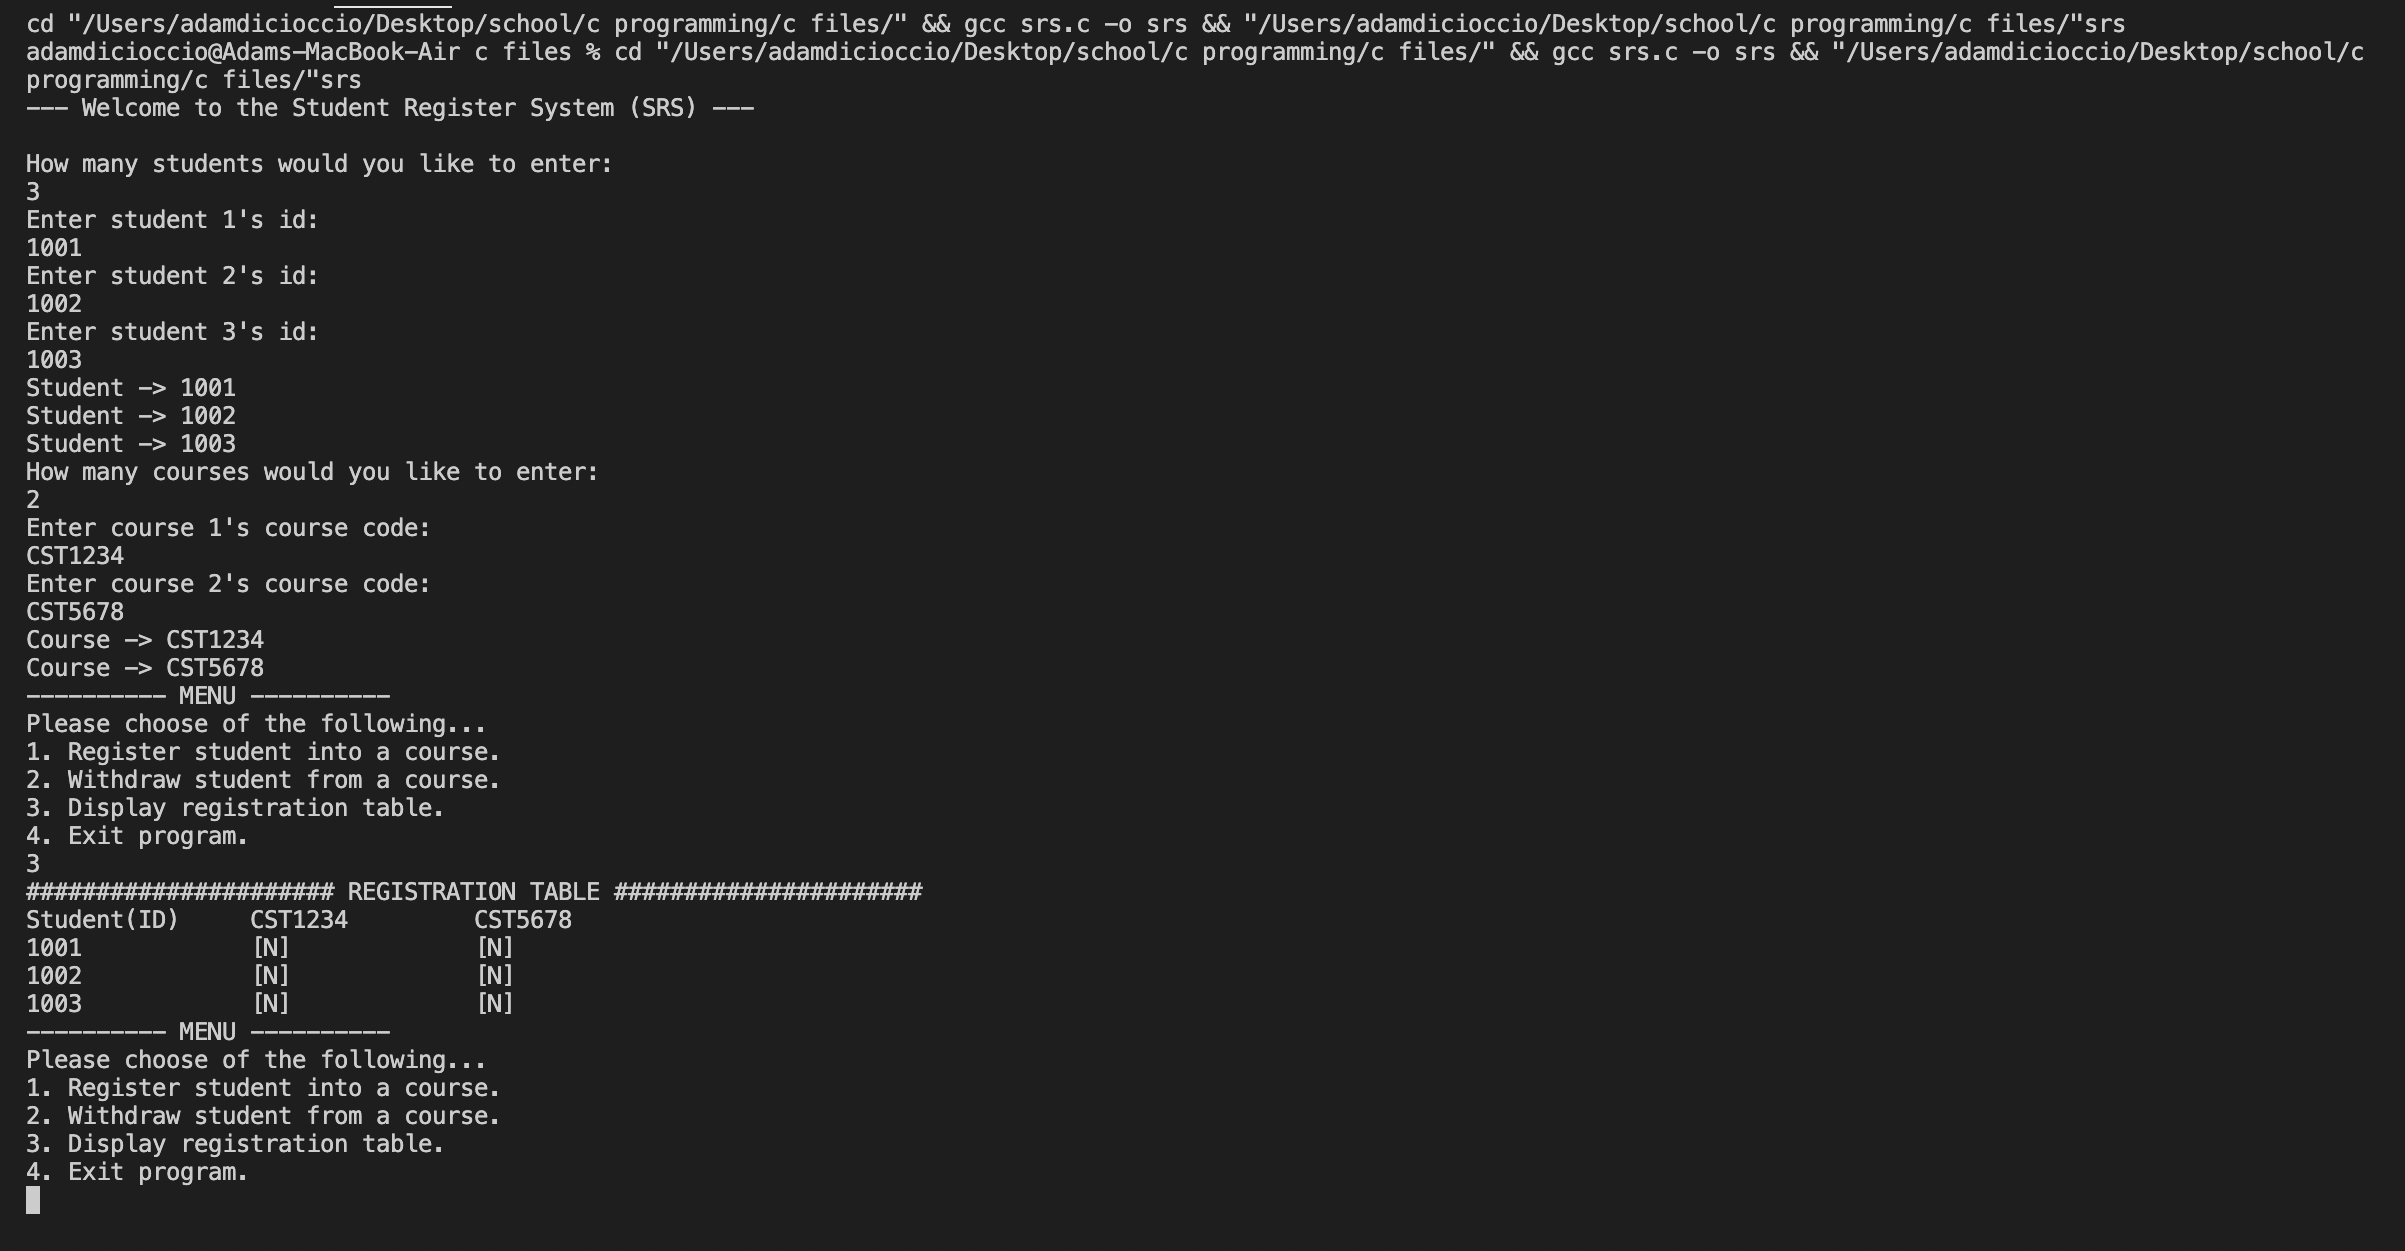 cd "/Users/adamdicioccio/Desktop/school/c programming/c files/" && gcc srs.c -o srs && "/Users/adamdicioccio/Desktop/school/c programming/c files/"srs
adamdicioccio@Adams-MacBook-Air c files % cd "/Users/adamdicioccio/Desktop/school/c programming/c files/" && gcc srs.c -o srs && "/Users/adamdicioccio/Desktop/school/c
programming/c files/"srs
--- Welcome to the Student Register System (SRS) ---
How many students would you like to enter:
3
Enter student 1's id:
1001
Enter student 2's id:
1002
Enter student 3's id:
1003
Student -> 1001
Student -> 1002
Student -> 1003
How many courses would you like to enter:
2
Enter course 1's course code:
CST1234
Enter course 2's course code:
CST5678
Course -> CST1234
Course -> CST5678
---------- MENU ----------
Please choose of the following...
1. Register student into a course.
2. Withdraw student from a course.
3. Display registration table.
4. Exit program.
3
###################### REGISTRATION TABLE ######################
Student(ID)     CST1234         CST5678
1001            [N]             [N]
1002            [N]             [N]
1003            [N]             [N]
---------- MENU ----------
Please choose of the following...
1. Register student into a course.
2. Withdraw student from a course.
3. Display registration table.
4. Exit program.